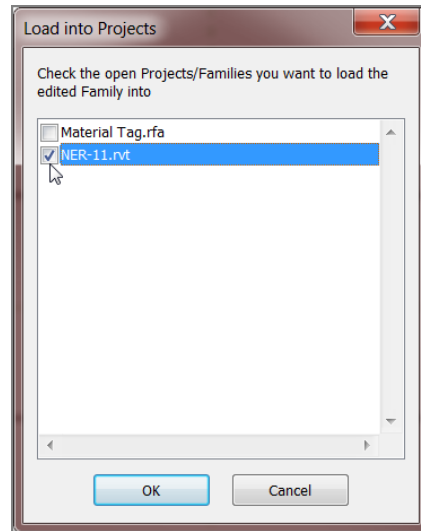 Load into Projects
Check the open Projects/Families you want to load the
edited Family into
Material Tag.rfa
NER-11.rvt
OK
Cancel